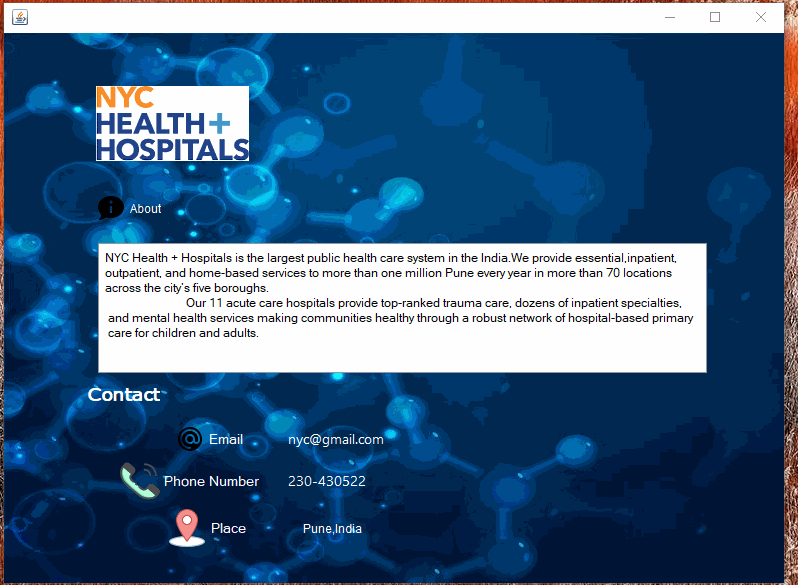 NYC
HEALTH+
HOSPITALS
About
NYC Health + Hospitals is the largest public health care system in the India.We provide essential,inpatient,
outpatient, and home-based services to more than one million Pune every year in more than 70 locations
across the city's five boroughs.
Our 11 acute care hospitals provide top-ranked trauma care, dozens of inpatient specialties,
and mental health services making communities healthy through a robust network of hospital-based primary
care for children and adults.
Contact
Email nyc@gmail.com
Phone Number 230-430522
Place Pune,India